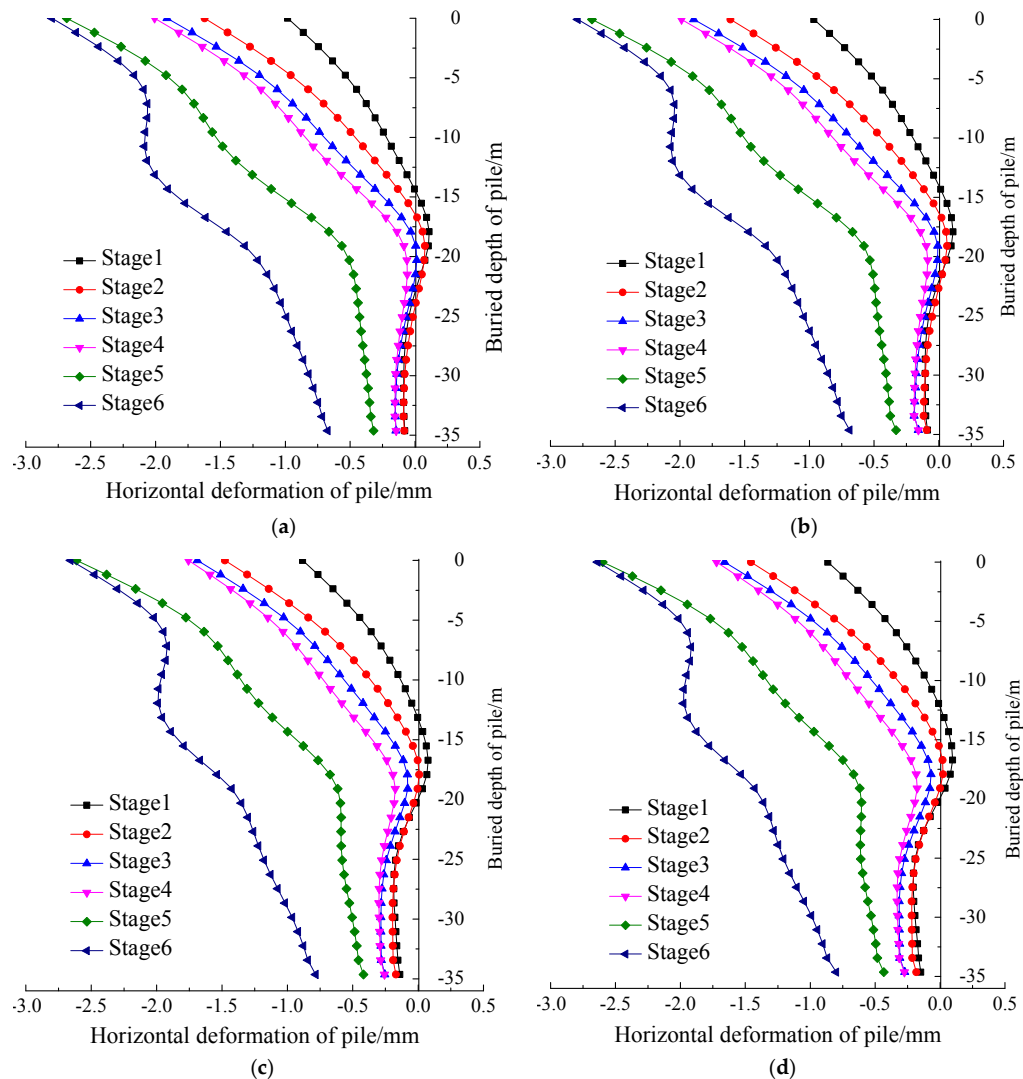 0
-5
-10
-15
-20
-25
-30
-35
Buried depth of pile/m
Stage1
Stage2
Stage3
Stage4
Stage5
Stage6
-3.0 -2.5 -2.0 -1.5 -1.0 -0.5 0.0 0.5
Horizontal deformation of pile/mm
(a)
0
-5
-10
-15
-20
-25
-30
-35
Buried depth of pile/m
Stage1
Stage2
Stage3
Stage4
Stage5
Stage6
-3.0 -2.5 -2.0 -1.5 -1.0 -0.5 0.0 0.5
Horizontal deformation of pile/mm
(b)
0
-5
-10
-15
-20
-25
-30
-35
Buried depth of pile/m
Stage1
Stage2
Stage3
Stage4
Stage5
Stage6
-3.0 -2.5 -2.0 -1.5 -1.0 -0.5 0.0 0.5
Horizontal deformation of pile/mm
(c)
0
-5
-10
-15
-20
-25
-30
-35
Buried depth of pile/m
Stage1
Stage2
Stage3
Stage4
Stage5
Stage6
-3.0 -2.5 -2.0 -1.5 -1.0 -0.5 0.0 0.5
Horizontal deformation of pile/mm
(d)